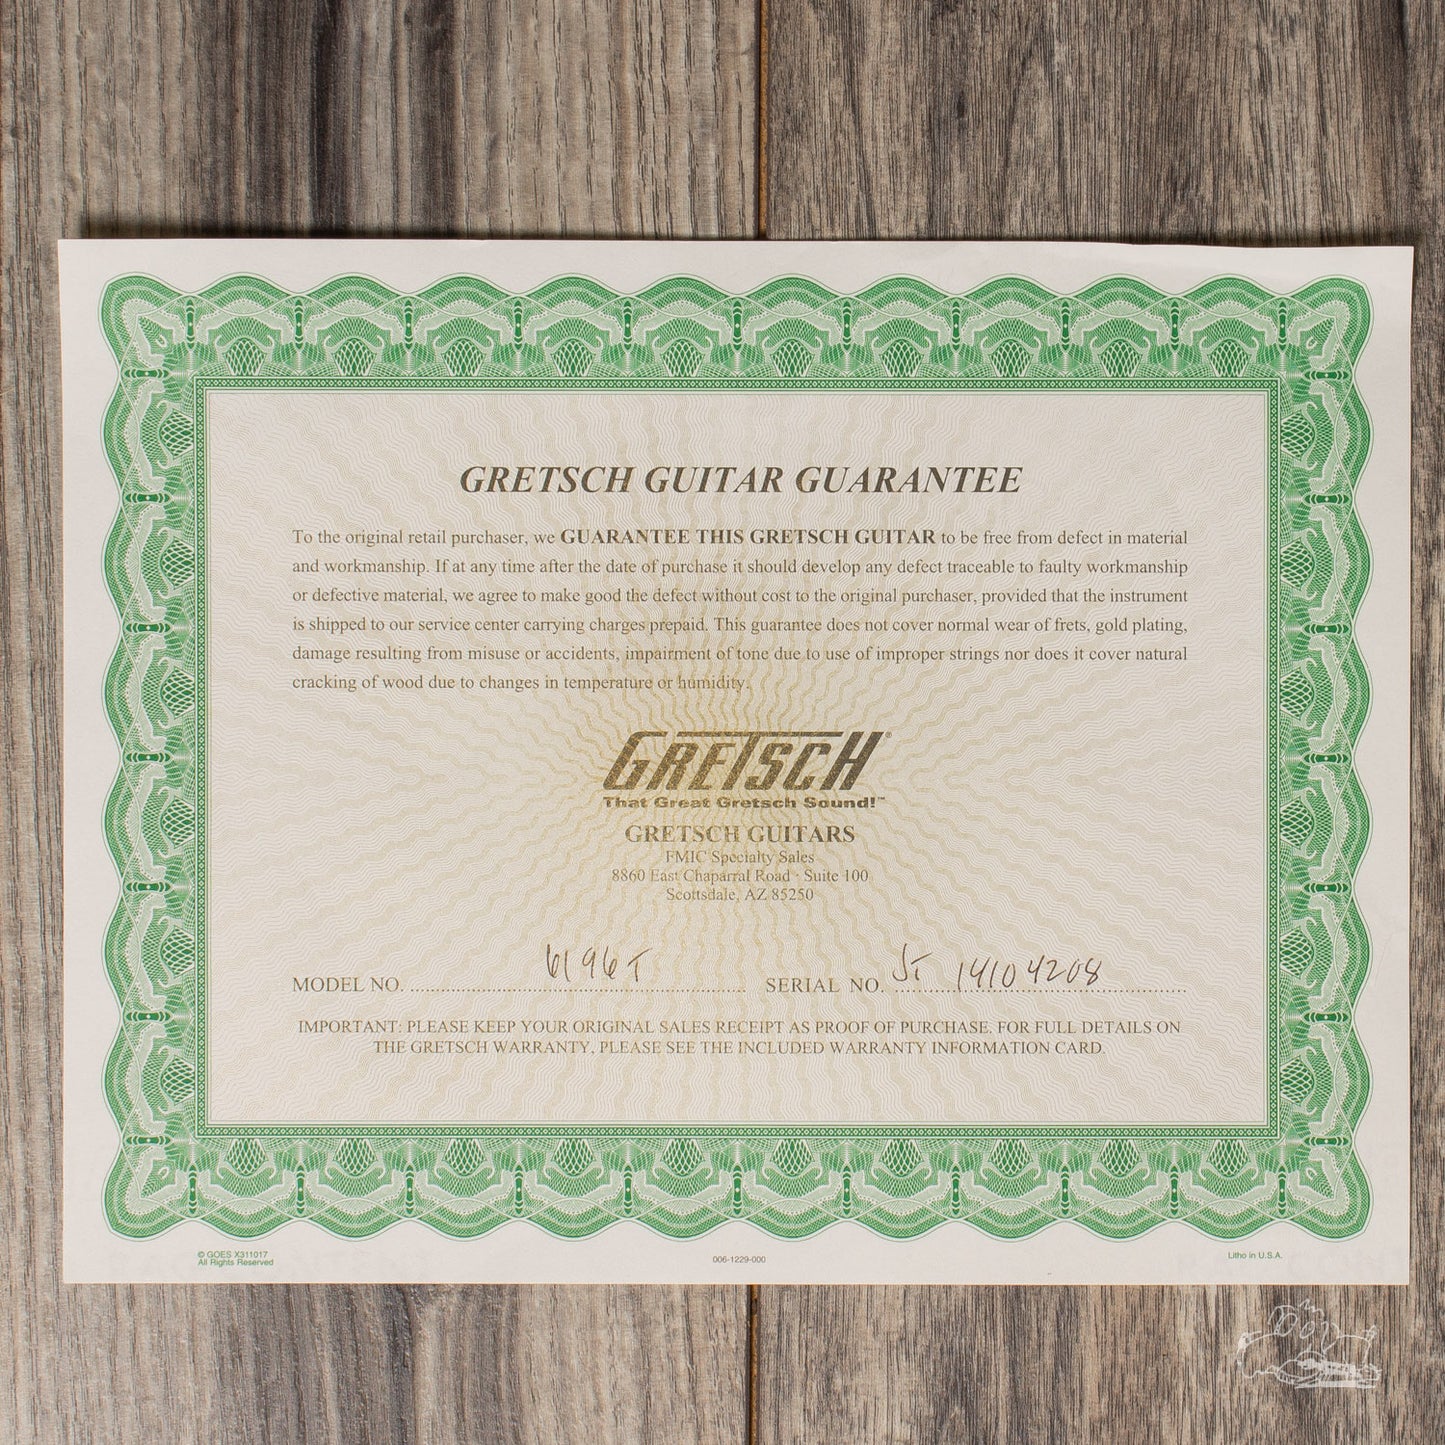 GRETSCH GUITAR GUARANTEE
To the original retail purchaser, we GUARANTEE THIS GRETSCH GUITAR to be free from defect in material
and workmanship. If at any time after the date of purchase it should develop any defect traceable to faulty workmanship
or defective material, we agree to make good the defect without cost to the original purchaser, provided that the instrument
is shipped to our service center carrying charges prepaid. This guarantee does not cover normal wear of frets, gold plating,
damage resulting from misuse or accidents, impairment of tone due to use of improper strings nor does it cover natural
cracking of wood due to changes in temperature or humidity.
GRETSCH®
That Great Gretsch Sound!™
GRETSCH GUITARS
FMIC Specialty Sales
8860 East Chaparral Road · Suite 100
Scottsdale, AZ 85250
MODEL NO. 6196T SERIAL NO. JT 14104208
IMPORTANT: PLEASE KEEP YOUR ORIGINAL SALES RECEIPT AS PROOF OF PURCHASE. FOR FULL DETAILS ON
THE GRETSCH WARRANTY, PLEASE SEE THE INCLUDED WARRANTY INFORMATION CARD.
© GOES X311017
All Rights Reserved
006-1229-000
Litho in U.S.A.